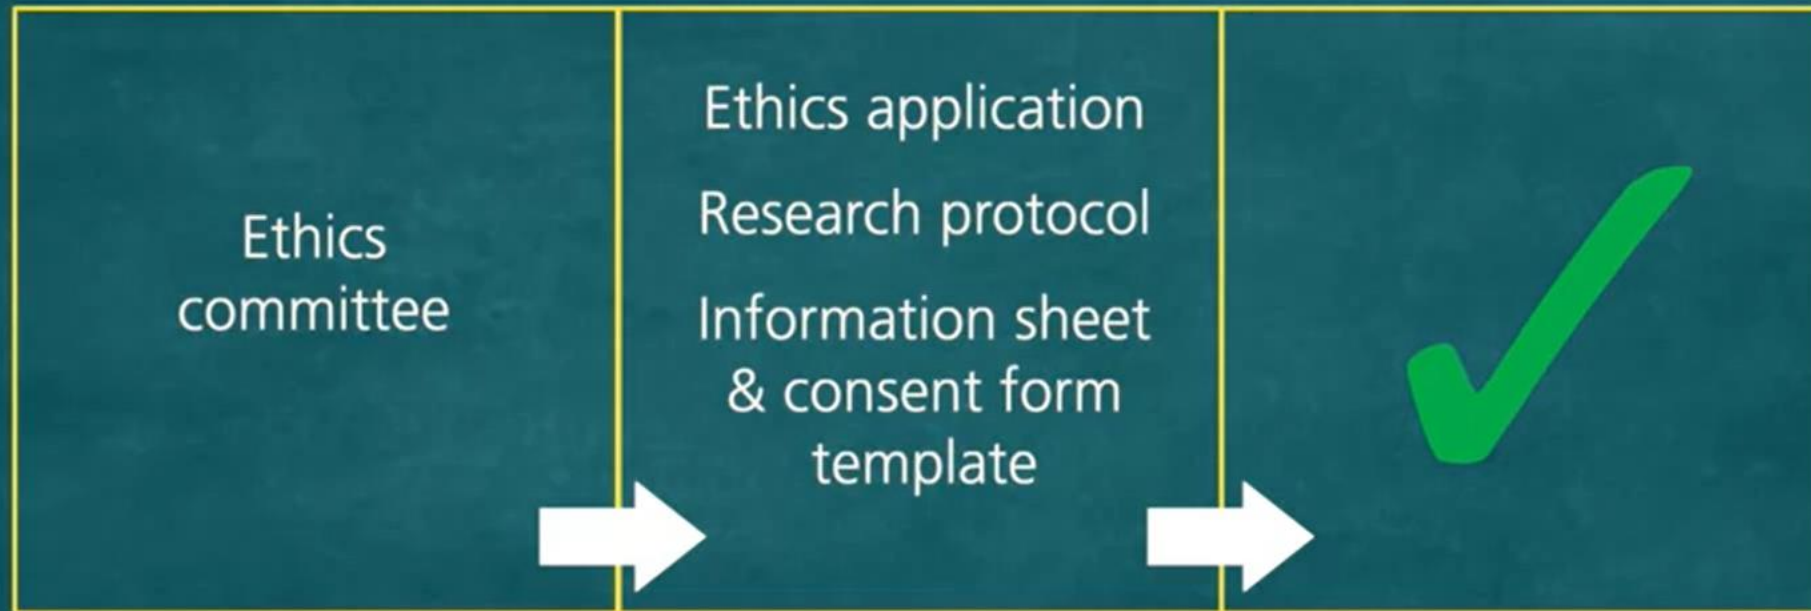 Ethics
committee
Ethics application
Research protocol
Information sheet
& consent form
template